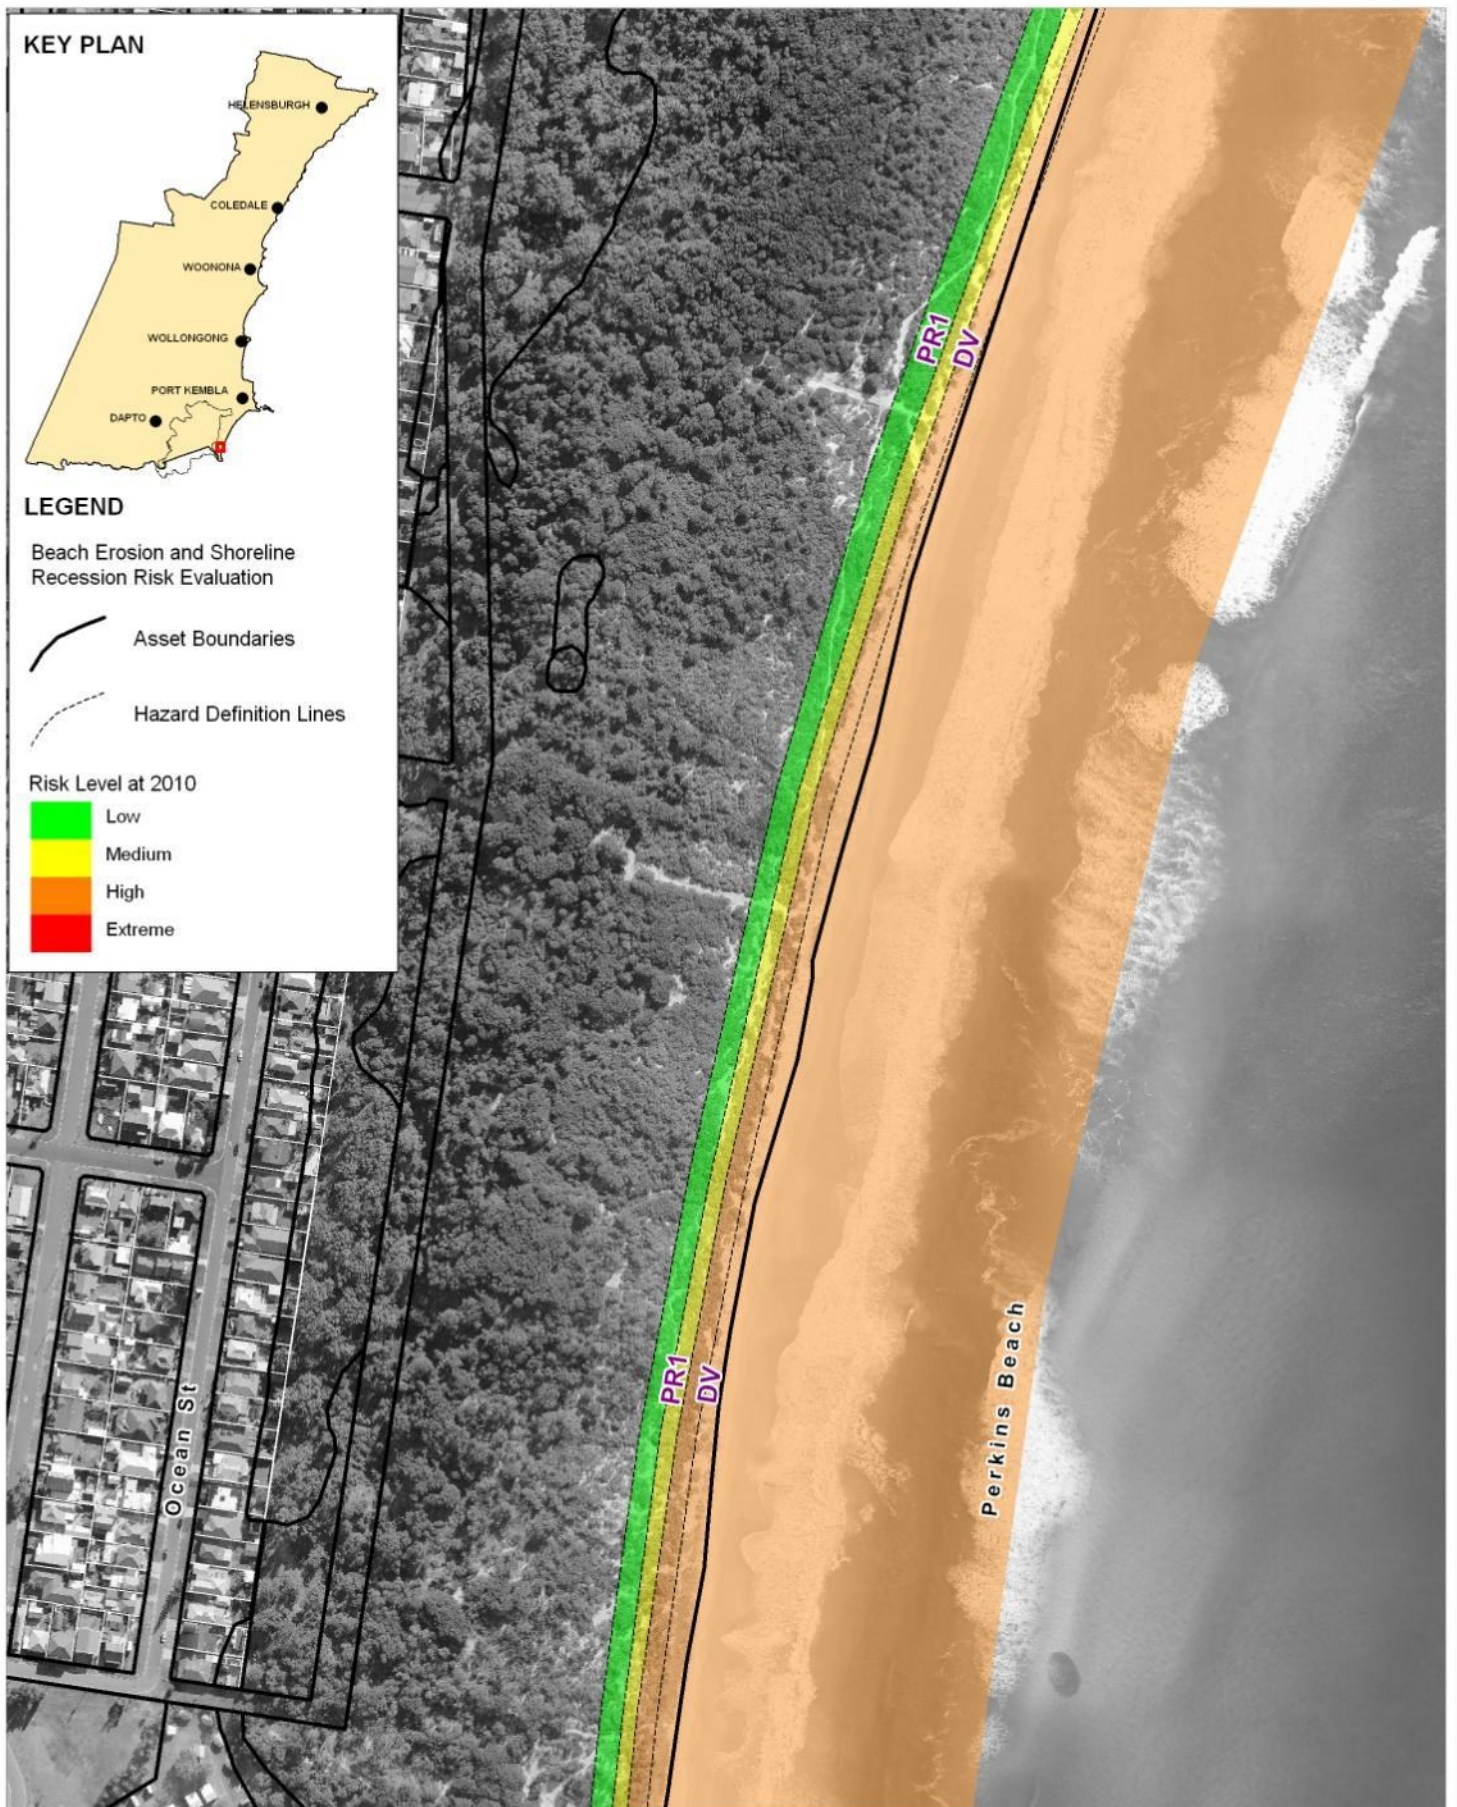 KEY PLAN
HELENSBURGH
COLEDALE
WOONONA
WOLLONGONG
PORT KEMBLA
DAPTO
LEGEND
Beach Erosion and Shoreline
Recession Risk Evaluation
Asset Boundaries
Hazard Definition Lines
Risk Level at 2010
Low
Medium
High
Extreme
PR1
DV
PR1
DV
Ocean St
Perkins Beach